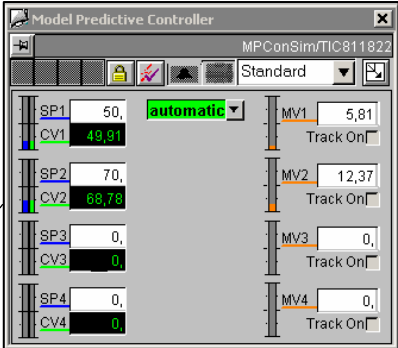 Model Predictive Controller
MPConSim/TIC811822
Standard
SP1 50, automatic MV1 5,81
CV1 49,91 Track On
SP2 70, MV2 12,37
CV2 68,78 Track On
SP3 0, MV3 0,
CV3 0, Track On
SP4 0, MV4 0,
CV4 0, Track On